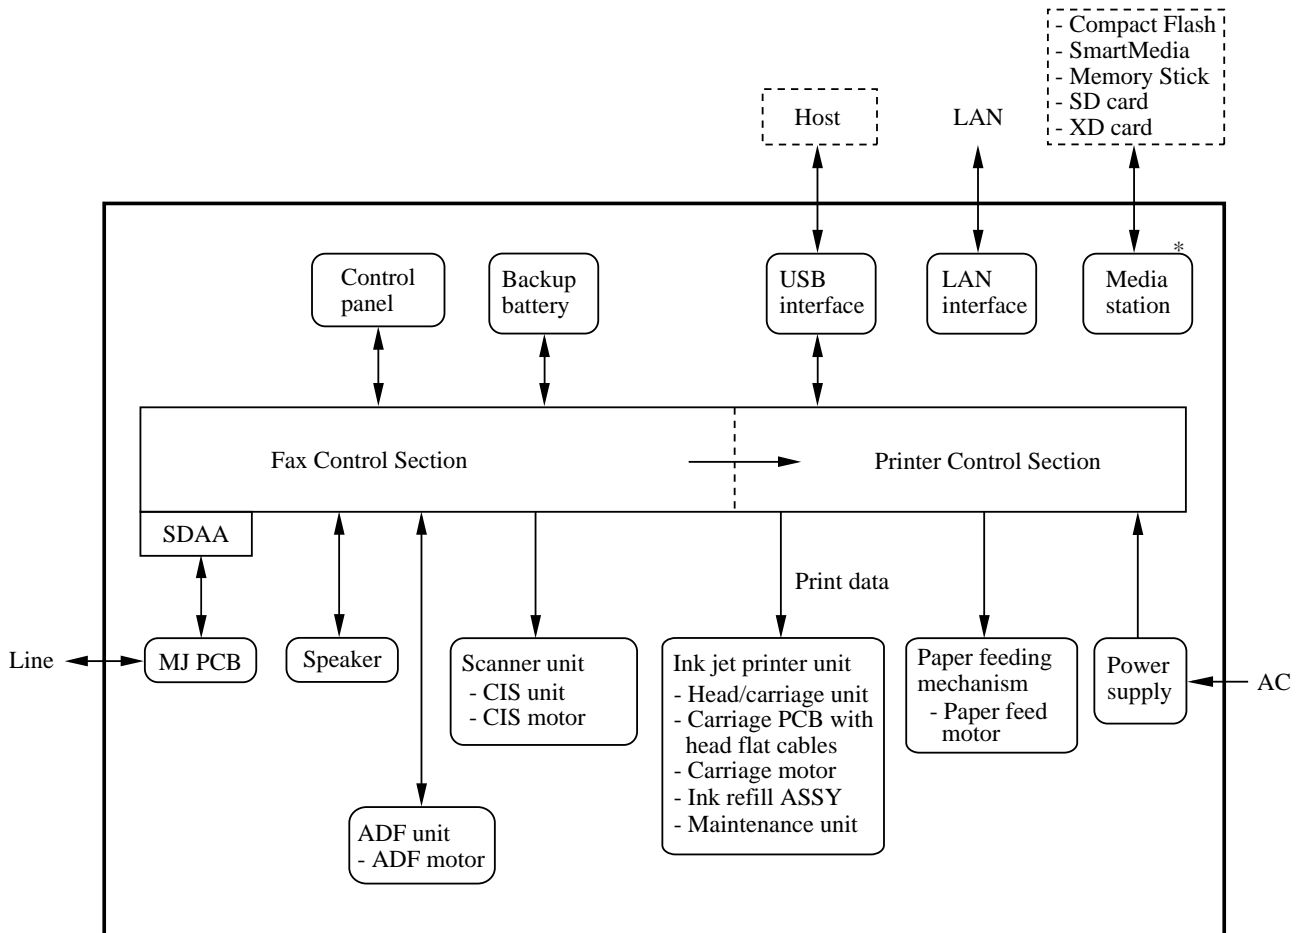 - Compact Flash
- SmartMedia
- Memory Stick
- SD card
- XD card
Host
LAN
*
Control
panel
Backup
battery
USB
interface
LAN
interface
Media
station
Fax Control Section
Printer Control Section
SDAA
Print data
Line
MJ PCB
Speaker
Scanner unit
- CIS unit
- CIS motor
Ink jet printer unit
- Head/carriage unit
- Carriage PCB with
head flat cables
- Carriage motor
- Ink refill ASSY
- Maintenance unit
Paper feeding
mechanism
- Paper feed
motor
Power
supply
AC
ADF unit
- ADF motor